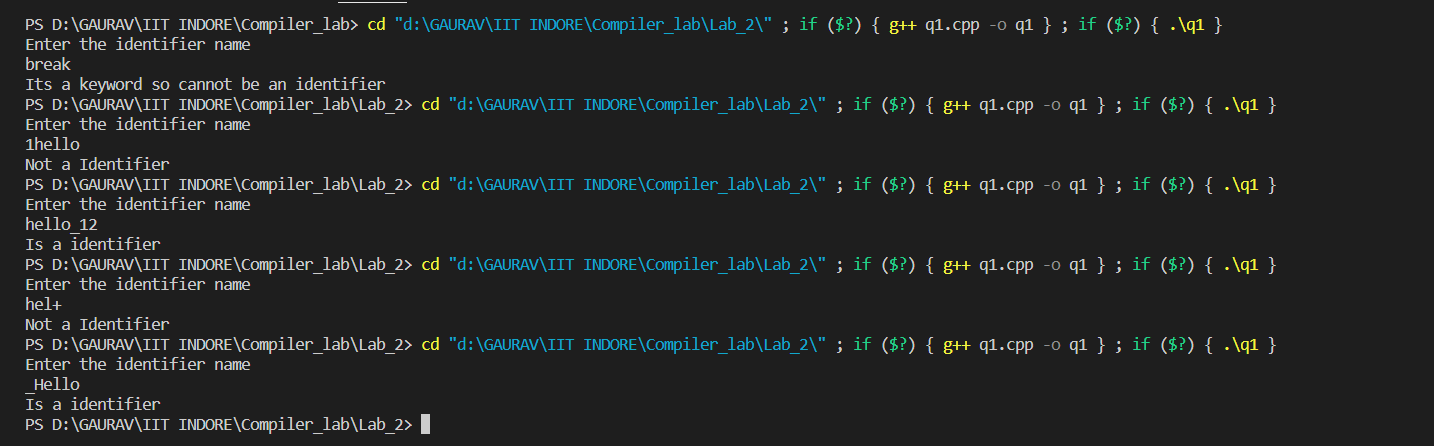 PS D:\GAURAV\IIT INDORE\Compiler_lab> cd "d:\GAURAV\IIT INDORE\Compiler_lab\Lab_2\" ; if ($?) { g++ q1.cpp -o q1 } ; if ($?) { .\q1 }
Enter the identifier name
break
Its a keyword so cannot be an identifier
PS D:\GAURAV\IIT INDORE\Compiler_lab\Lab_2> cd "d:\GAURAV\IIT INDORE\Compiler_lab\Lab_2\" ; if ($?) { g++ q1.cpp -o q1 } ; if ($?) { .\q1 }
Enter the identifier name
1hello
Not a Identifier
PS D:\GAURAV\IIT INDORE\Compiler_lab\Lab_2> cd "d:\GAURAV\IIT INDORE\Compiler_lab\Lab_2\" ; if ($?) { g++ q1.cpp -o q1 } ; if ($?) { .\q1 }
Enter the identifier name
hello_12
Is a identifier
PS D:\GAURAV\IIT INDORE\Compiler_lab\Lab_2> cd "d:\GAURAV\IIT INDORE\Compiler_lab\Lab_2\" ; if ($?) { g++ q1.cpp -o q1 } ; if ($?) { .\q1 }
Enter the identifier name
hel+
Not a Identifier
PS D:\GAURAV\IIT INDORE\Compiler_lab\Lab_2> cd "d:\GAURAV\IIT INDORE\Compiler_lab\Lab_2\" ; if ($?) { g++ q1.cpp -o q1 } ; if ($?) { .\q1 }
Enter the identifier name
_Hello
Is a identifier
PS D:\GAURAV\IIT INDORE\Compiler_lab\Lab_2>